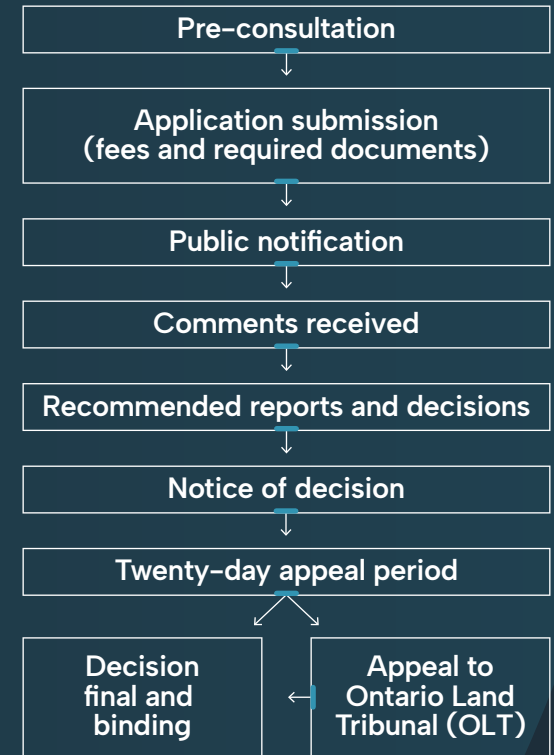 Pre-consultation
Application submission
(fees and required documents)
Public notification
Comments received
Recommended reports and decisions
Notice of decision
Twenty-day appeal period
Decision
final and
binding
Appeal to
Ontario Land
Tribunal (OLT)